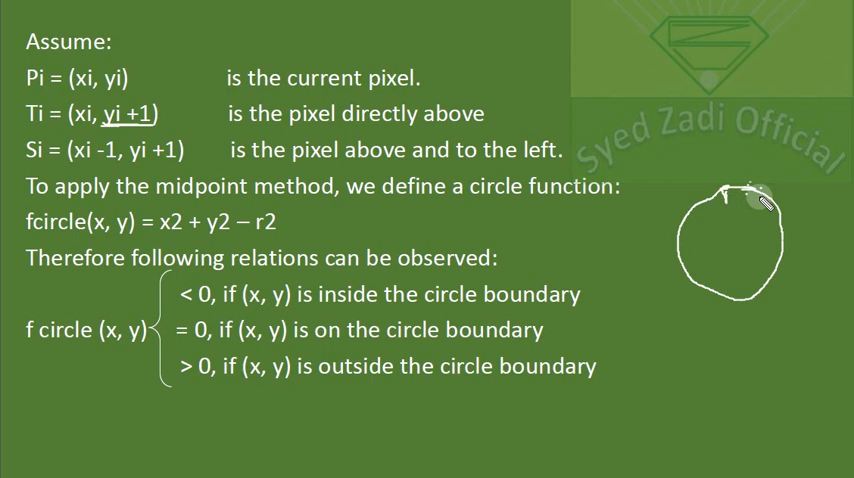 Assume:
Pi = (xi, yi) is the current pixel.
Ti = (xi, yi +1) is the pixel directly above
Si = (xi -1, yi +1) is the pixel above and to the left.
To apply the midpoint method, we define a circle function:
fcircle(x, y) = x2 + y2 – r2
Therefore following relations can be observed:
< 0, if (x, y) is inside the circle boundary
f circle (x, y) = 0, if (x, y) is on the circle boundary
> 0, if (x, y) is outside the circle boundary
Syed Zadi Official